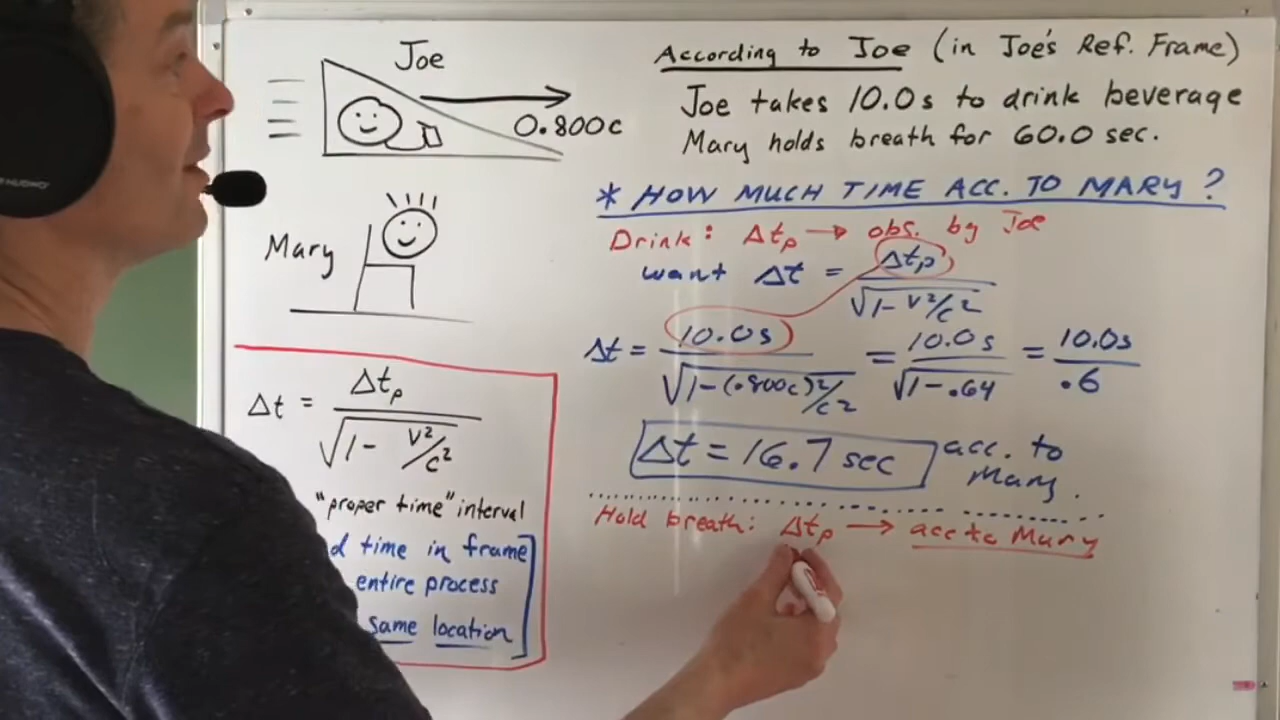 Joe
0.800c
Mary
Δt = Δtₚ / √1 - v²/c²
"proper time" interval
time in frame
entire process
same location
According to Joe (in Joe's Ref. Frame)
Joe takes 10.0s to drink beverage
Mary holds breath for 60.0 sec.
* HOW MUCH TIME ACC. TO MARY?
Drink: Δtₚ → obs. by Joe
want Δt = Δtₚ / √1 - v²/c²
Δt = 10.0s / √1-(.800c)²/c² = 10.0s / √1-.64 = 10.0s / .6
Δt = 16.7 sec acc. to
Mary.
Hold breath: Δtₚ → acc to Mary